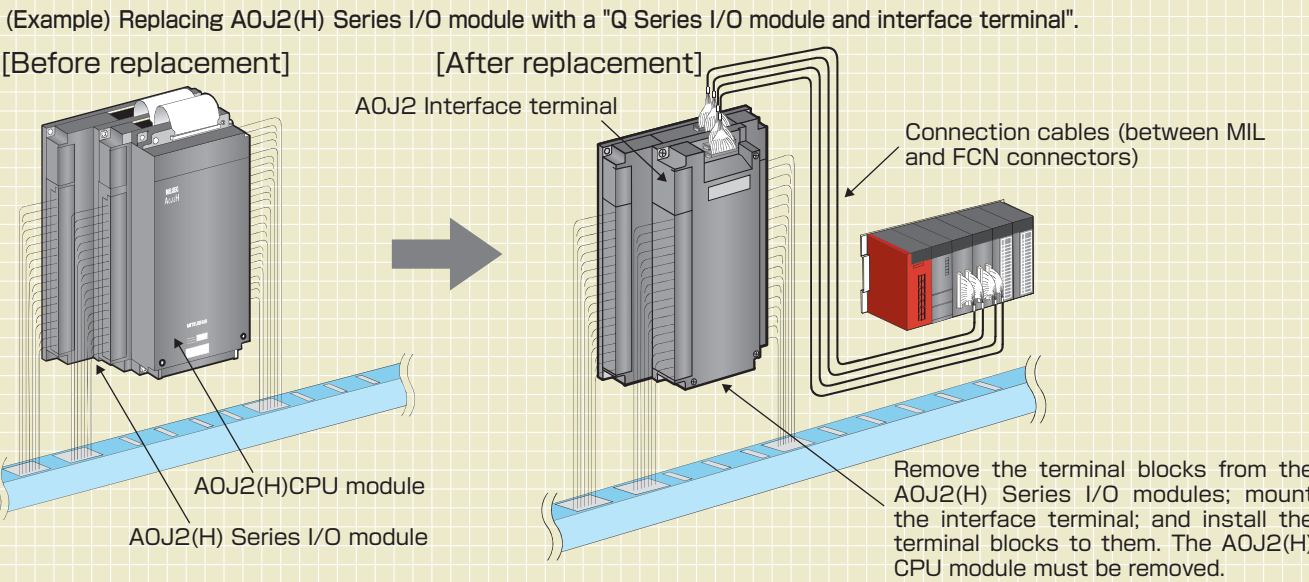 (Example) Replacing A0J2(H) Series I/O module with a "Q Series I/O module and interface terminal".
[Before replacement]
[After replacement]
A0J2 Interface terminal
Connection cables (between MIL
and FCN connectors)
MELSEC
A0J2H
MITSUBISHI
A0J2(H)CPU module
A0J2(H) Series I/O module
Remove the terminal blocks from the
A0J2(H) Series I/O modules; mount
the interface terminal; and install the
terminal blocks to them. The A0J2(H)
CPU module must be removed.